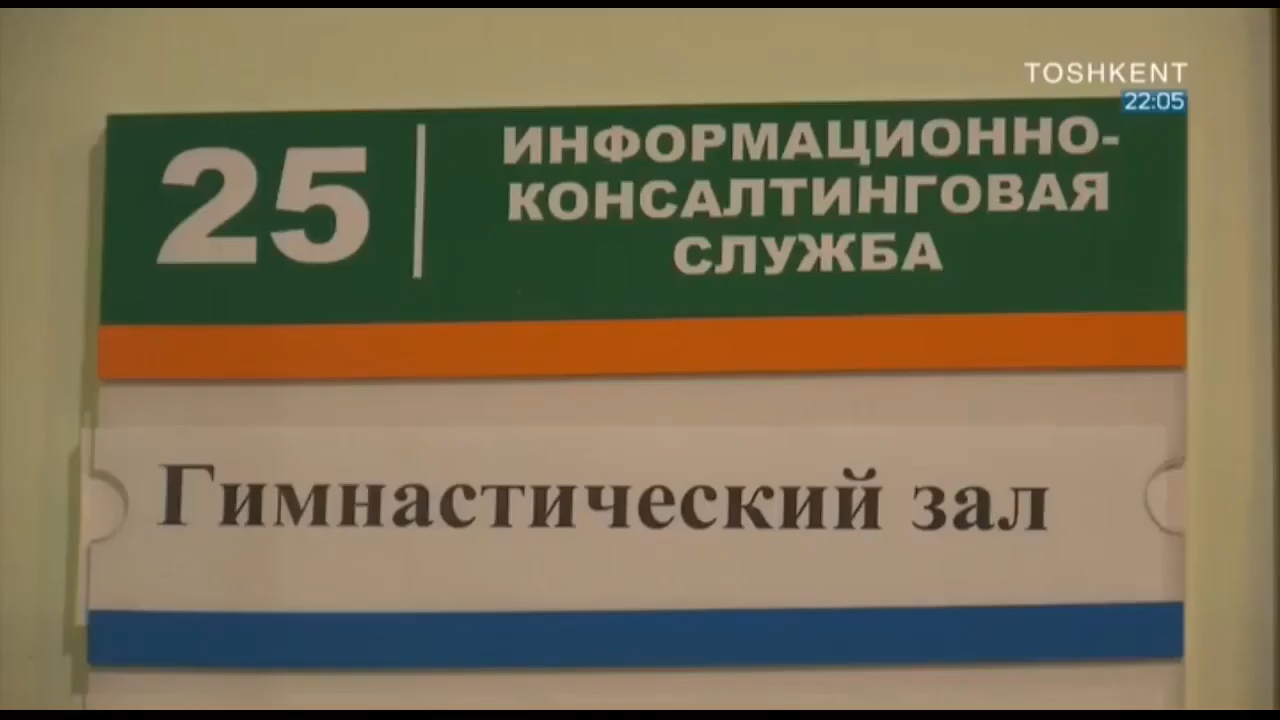 TOSHKENT
22:05
25
ИНФОРМАЦИОННО-
КОНСАЛТИНГОВАЯ
СЛУЖБА
Гимнастический зал